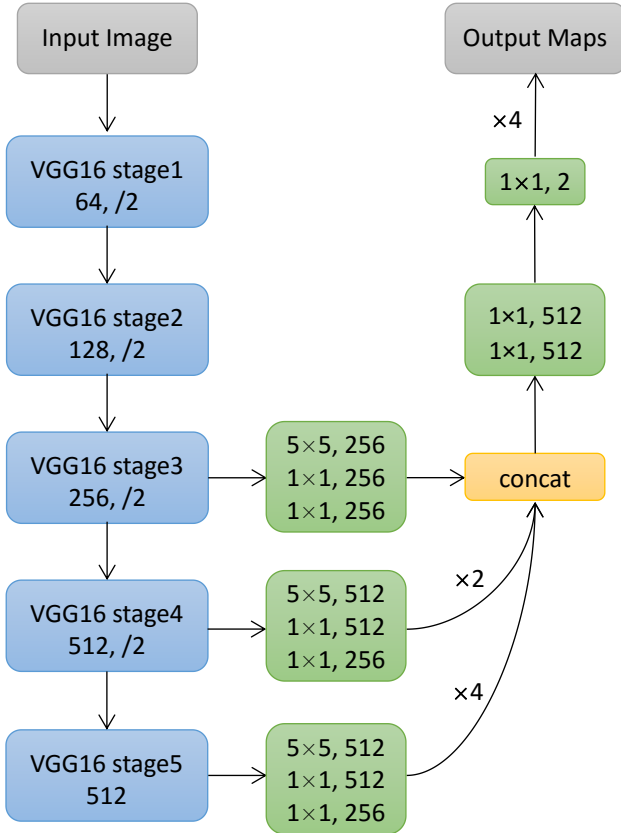 Input Image
VGG16 stage1
64, /2
VGG16 stage2
128, /2
VGG16 stage3
256, /2
VGG16 stage4
512, /2
VGG16 stage5
512
5×5, 256
1×1, 256
1×1, 256
5×5, 512
1×1, 512
1×1, 256
5×5, 512
1×1, 512
1×1, 256
×2
×4
concat
1×1, 512
1×1, 512
1×1, 2
×4
Output Maps